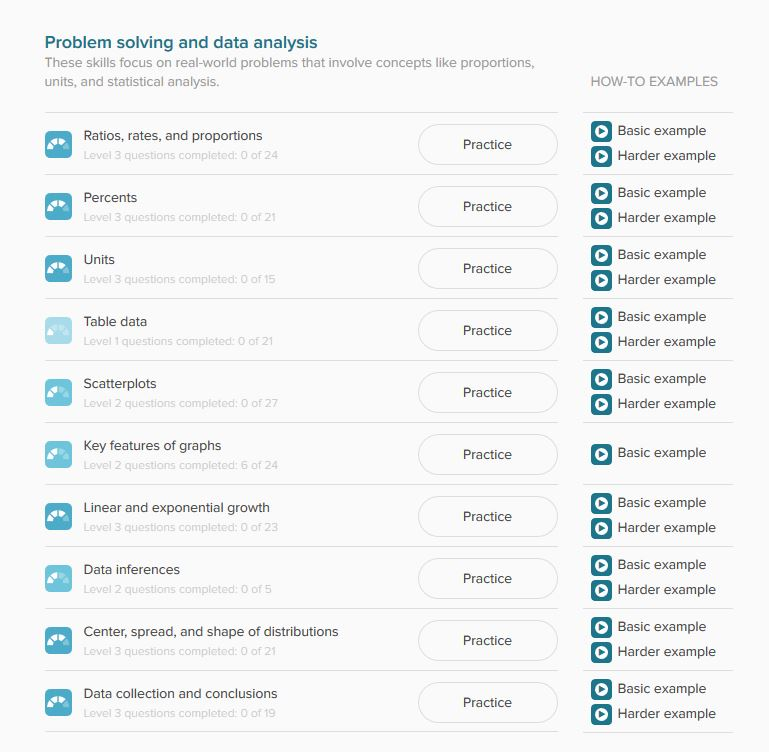 Problem solving and data analysis
These skills focus on real-world problems that involve concepts like proportions,
units, and statistical analysis.
HOW-TO EXAMPLES
Ratios, rates, and proportions
Level 3 questions completed: 0 of 24
Practice
Basic example
Harder example
Percents
Level 3 questions completed: 0 of 21
Practice
Basic example
Harder example
Units
Level 3 questions completed: 0 of 15
Practice
Basic example
Harder example
Table data
Level 1 questions completed: 0 of 21
Practice
Basic example
Harder example
Scatterplots
Level 2 questions completed: 0 of 27
Practice
Basic example
Harder example
Key features of graphs
Level 2 questions completed: 6 of 24
Practice
Basic example
Linear and exponential growth
Level 3 questions completed: 0 of 23
Practice
Basic example
Harder example
Data inferences
Level 2 questions completed: 0 of 5
Practice
Basic example
Harder example
Center, spread, and shape of distributions
Level 3 questions completed: 0 of 21
Practice
Basic example
Harder example
Data collection and conclusions
Level 3 questions completed: 0 of 19
Practice
Basic example
Harder example